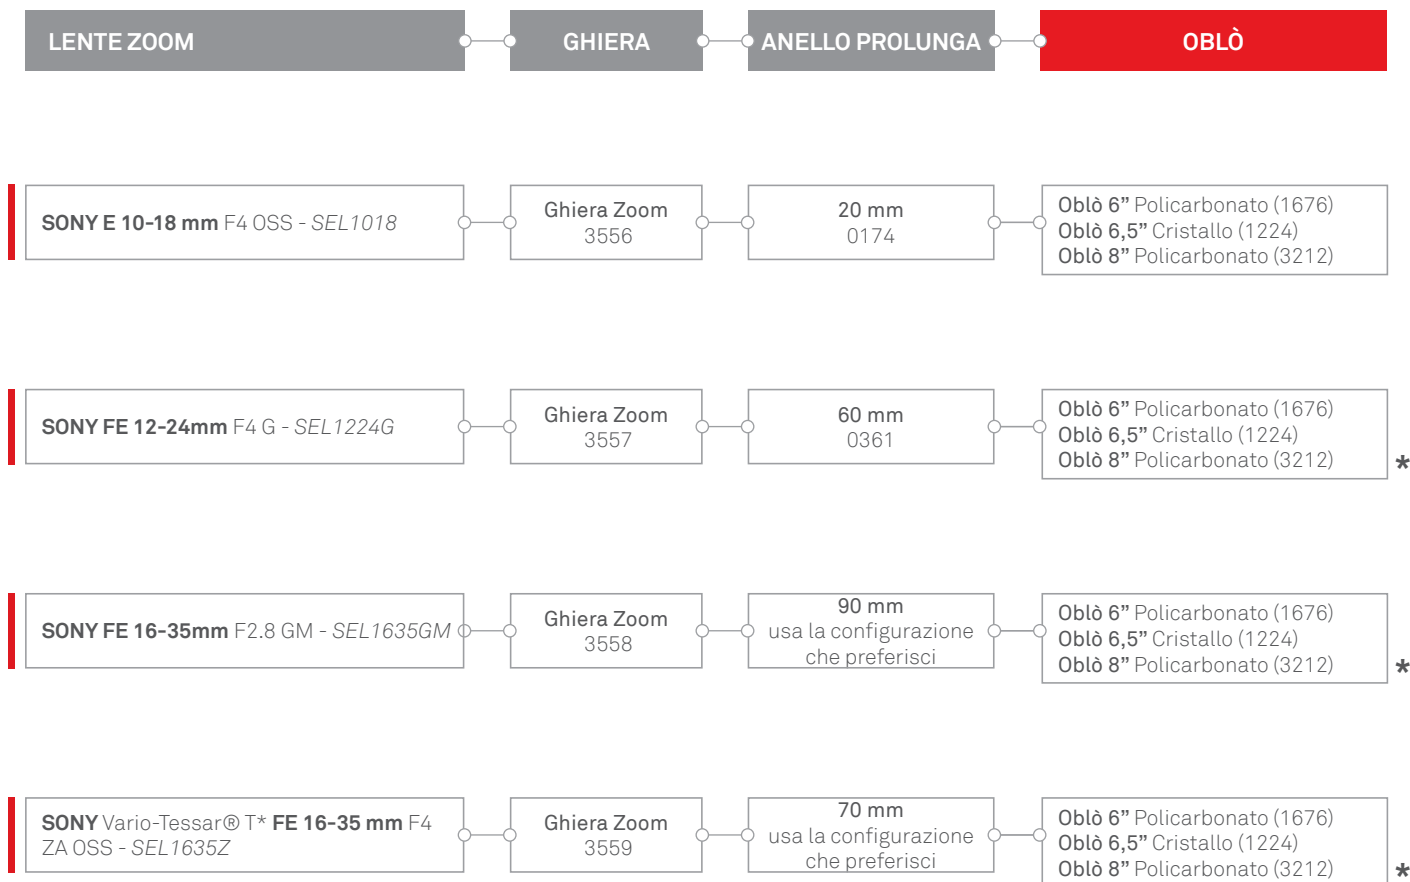 LENTE ZOOM
GHIERA
ANELLO PROLUNGA
OBLÒ
SONY E 10-18 mm F4 OSS - SEL1018
Ghiera Zoom
3556
20 mm
0174
Oblò 6” Policarbonato (1676)
Oblò 6,5” Cristallo (1224)
Oblò 8” Policarbonato (3212)
SONY FE 12-24mm F4 G - SEL1224G
Ghiera Zoom
3557
60 mm
0361
Oblò 6” Policarbonato (1676)
Oblò 6,5” Cristallo (1224)
Oblò 8” Policarbonato (3212)
*
SONY FE 16-35mm F2.8 GM - SEL1635GM
Ghiera Zoom
3558
90 mm
usa la configurazione
che preferisci
Oblò 6” Policarbonato (1676)
Oblò 6,5” Cristallo (1224)
Oblò 8” Policarbonato (3212)
*
SONY Vario-Tessar® T* FE 16-35 mm F4
ZA OSS - SEL1635Z
Ghiera Zoom
3559
70 mm
usa la configurazione
che preferisci
Oblò 6” Policarbonato (1676)
Oblò 6,5” Cristallo (1224)
Oblò 8” Policarbonato (3212)
*